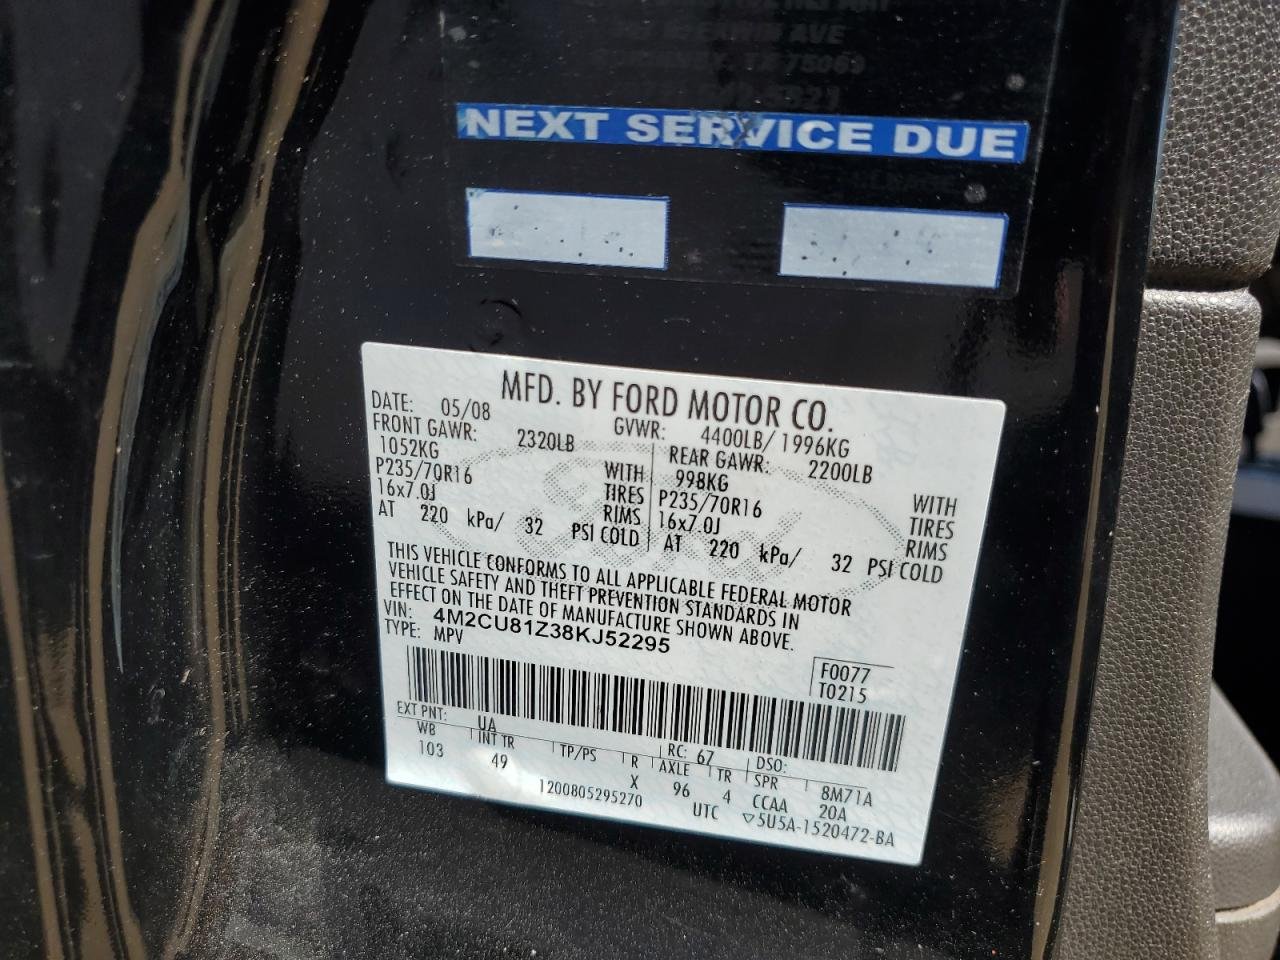 AVE
TX 75069
NEXT SERVICE DUE
MFD. BY FORD MOTOR CO.
DATE: 05/08 GVWR: 4400LB/ 1996KG
FRONT GAWR: 2320LB REAR GAWR: 2200LB
1052KG WITH 998KG WITH
P235/70R16 TIRES P235/70R16 TIRES
16x7.0J RIMS 16x7.0J RIMS
AT 220 kPa/ 32 PSI COLD AT 220 kPa/ 32 PSI COLD
THIS VEHICLE CONFORMS TO ALL APPLICABLE FEDERAL MOTOR
VEHICLE SAFETY AND THEFT PREVENTION STANDARDS IN
EFFECT ON THE DATE OF MANUFACTURE SHOWN ABOVE.
VIN: 4M2CU81Z38KJ52295
TYPE: MPV
F0077
T0215
EXT PNT: UA RC: 67 DSO:
WB INT TR TP/PS R AXLE TR SPR 8M71A
103 49 X 96 4 CCAA 20A
1200805295270 UTC ▽5U5A-1520472-BA